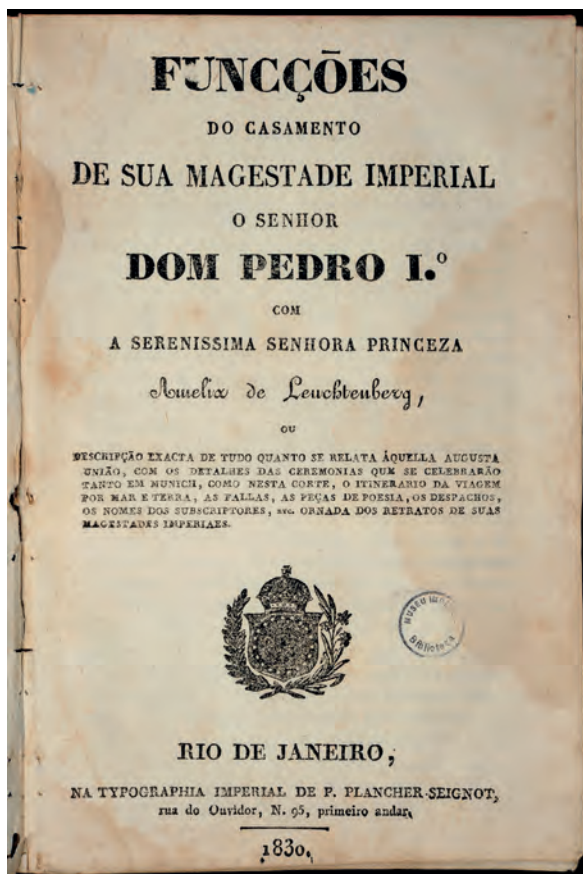 FUNCÇÕES
DO CASAMENTO
DE SUA MAGESTADE IMPERIAL
O SENHOR
DOM PEDRO I.º
COM
A SERENISSIMA SENHORA PRINCEZA
Amelia de Leuchtenberg,
OU
DESCRIPÇÃO EXACTA DE TUDO QUANTO SE RELATA ÁQUELLA AUGUSTA
UNIÃO, COM OS DETALHES DAS CEREMONIAS QUE SE CELEBRARÃO
TANTO EM MUNICH, COMO NESTA CORTE, O ITINERARIO DA VIAGEM
POR MAR E TERRA, AS FALLAS, AS PEÇAS DE POESIA, OS DESPACHOS,
OS NOMES DOS SUBSCRIPTORES, &c. ORNADA DOS RETRATOS DE SUAS
MAGESTADES IMPERIAES.
MUSEU
Biblioteca
RIO DE JANEIRO,
NA TYPOGRAPHIA IMPERIAL DE P. PLANCHER-SEIGNOT,
rua do Ouvidor, N. 95, primeiro andar,
1830.